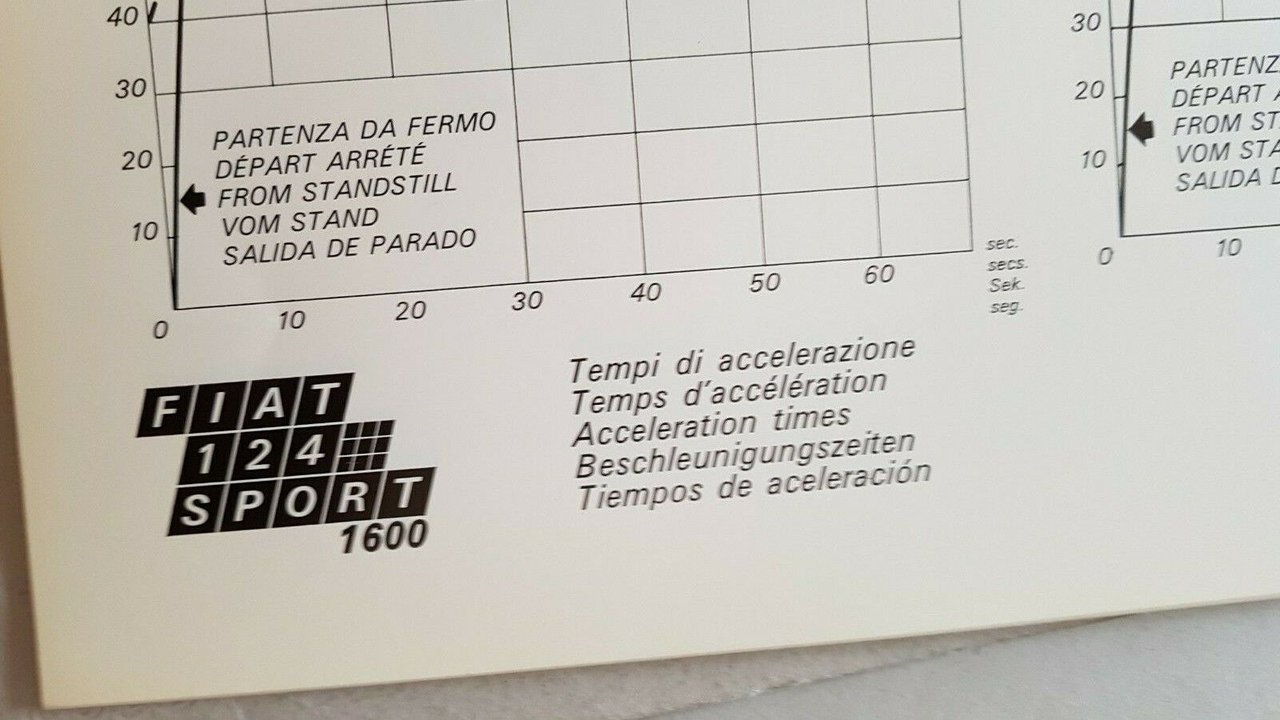 40
30
20
10
0
PARTENZA DA FERMO
DÉPART ARRÉTÉ
FROM STANDSTILL
VOM STAND
SALIDA DE PARADO
10
20
30
40
50
60
sec.
secs.
Sek.
seg.
FIAT
124
SPORT
1600
Tempi di accelerazione
Temps d'accélération
Acceleration times
Beschleunigungszeiten
Tiempos de aceleración
30
20
10
0
PARTENZ
DÉPART
FROM ST
VOM STA
SALIDA
10